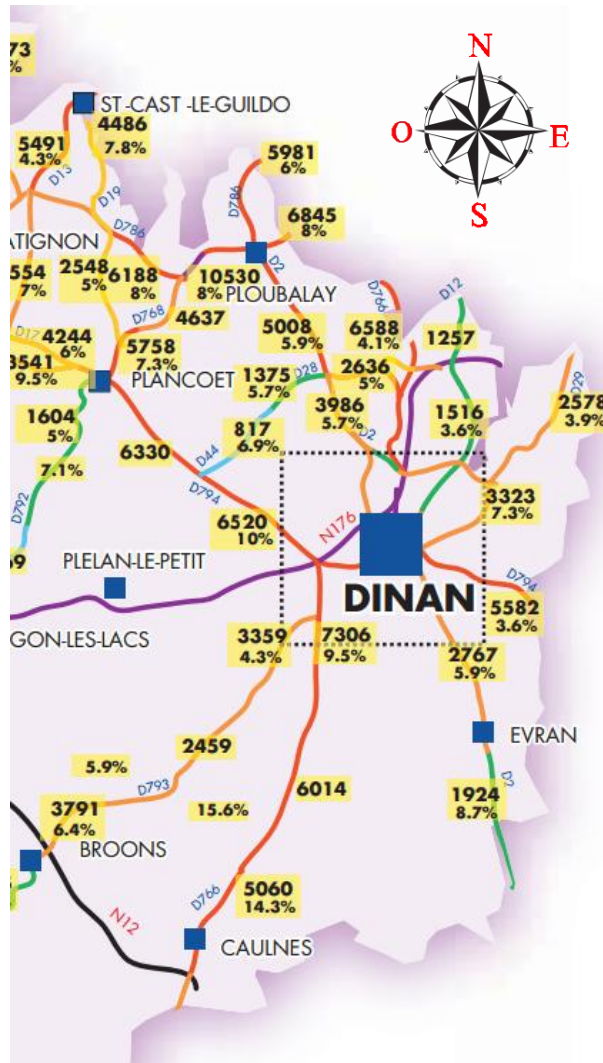 73
%
N
ST -CAST -LE-GUILDO
4486
7.8%
O
E
5491
4.3%
D13
5981
6%
S
D19
D786
D786
6845
8%
ATIGNON
D2
2548
5%
6188
8%
10530
8%
PLOUBALAY
554
7%
D766
D12
D768
4637
D17
4244
6%
5008
5.9%
6588
4.1%
1257
3541
9.5%
5758
7.3%
PLANCOET
1375
5.7%
D28
2636
5%
D29
1604
5%
3986
5.7%
1516
3.6%
2578
3.9%
817
6.9%
6330
D44
D2
7.1%
D794
3323
7.3%
D792
6520
10%
N176
69
PLELAN-LE-PETIT
D794
DINAN
5582
3.6%
GON-LES-LACS
3359
4.3%
7306
9.5%
2767
5.9%
2459
EVRAN
5.9%
D793
6014
D2
1924
8.7%
3791
6.4%
15.6%
BROONS
5060
14.3%
D766
N12
CAULNES